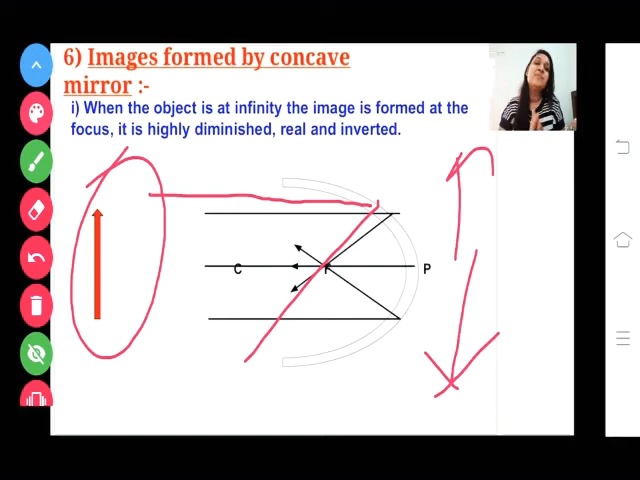 6) Images formed by concave
mirror :-
i) When the object is at infinity the image is formed at the
focus, it is highly diminished, real and inverted.
C
F
P